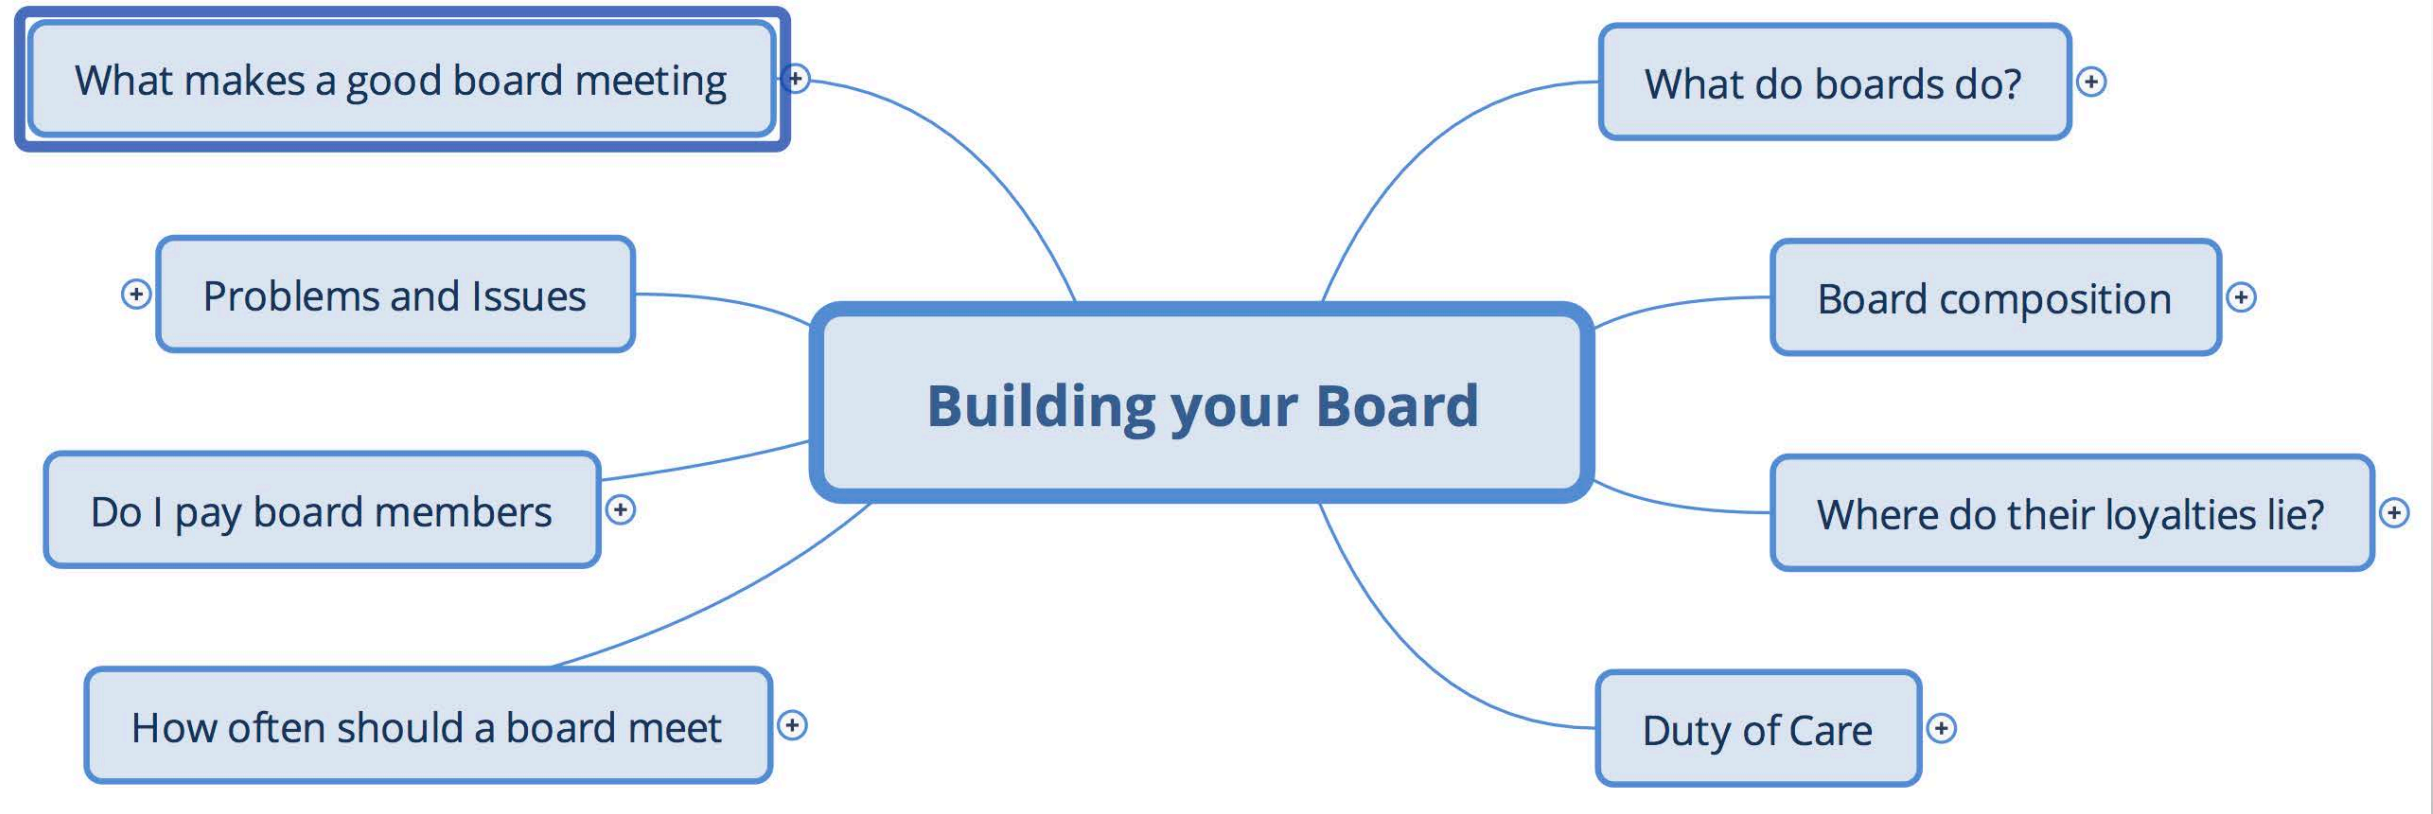 What makes a good board meeting
What do boards do?
Problems and Issues
Board composition
Building your Board
Do I pay board members
Where do their loyalties lie?
How often should a board meet
Duty of Care